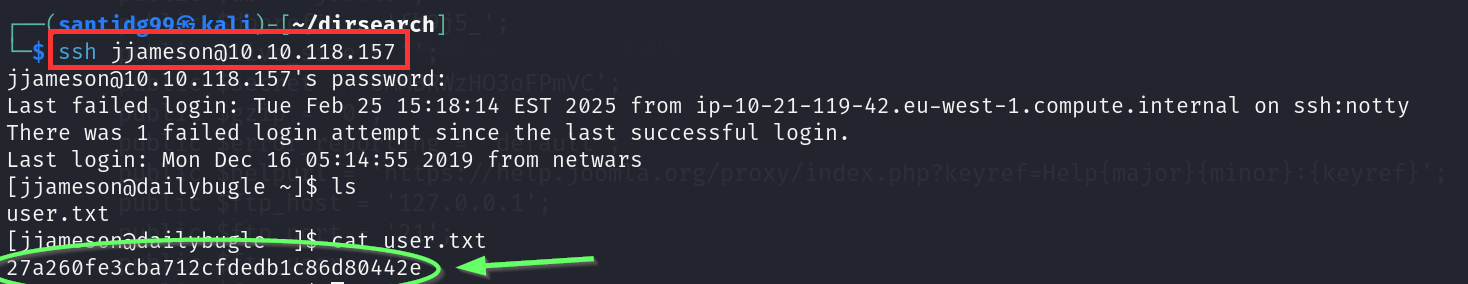 ┌──(santidg99㉿kali)-[~/dirsearch]
└─$ ssh jjameson@10.10.118.157
jjameson@10.10.118.157's password:
Last failed login: Tue Feb 25 15:18:14 EST 2025 from ip-10-21-119-42.eu-west-1.compute.internal on ssh:notty
There was 1 failed login attempt since the last successful login.
Last login: Mon Dec 16 05:14:55 2019 from netwars
[jjameson@dailybugle ~]$ ls
user.txt
[jjameson@dailybugle ~]$ cat user.txt
27a260fe3cba712cfdedb1c86d80442e